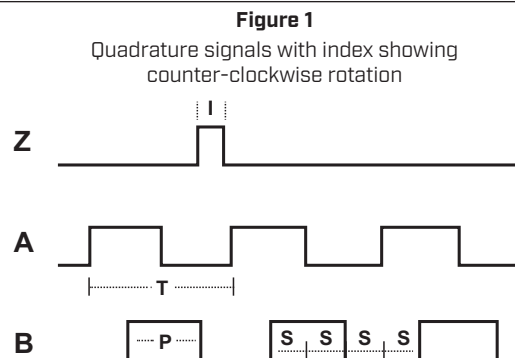 Figure 1
Quadrature signals with index showing
counter-clockwise rotation
I
Z
A
T
B
P
S S S S